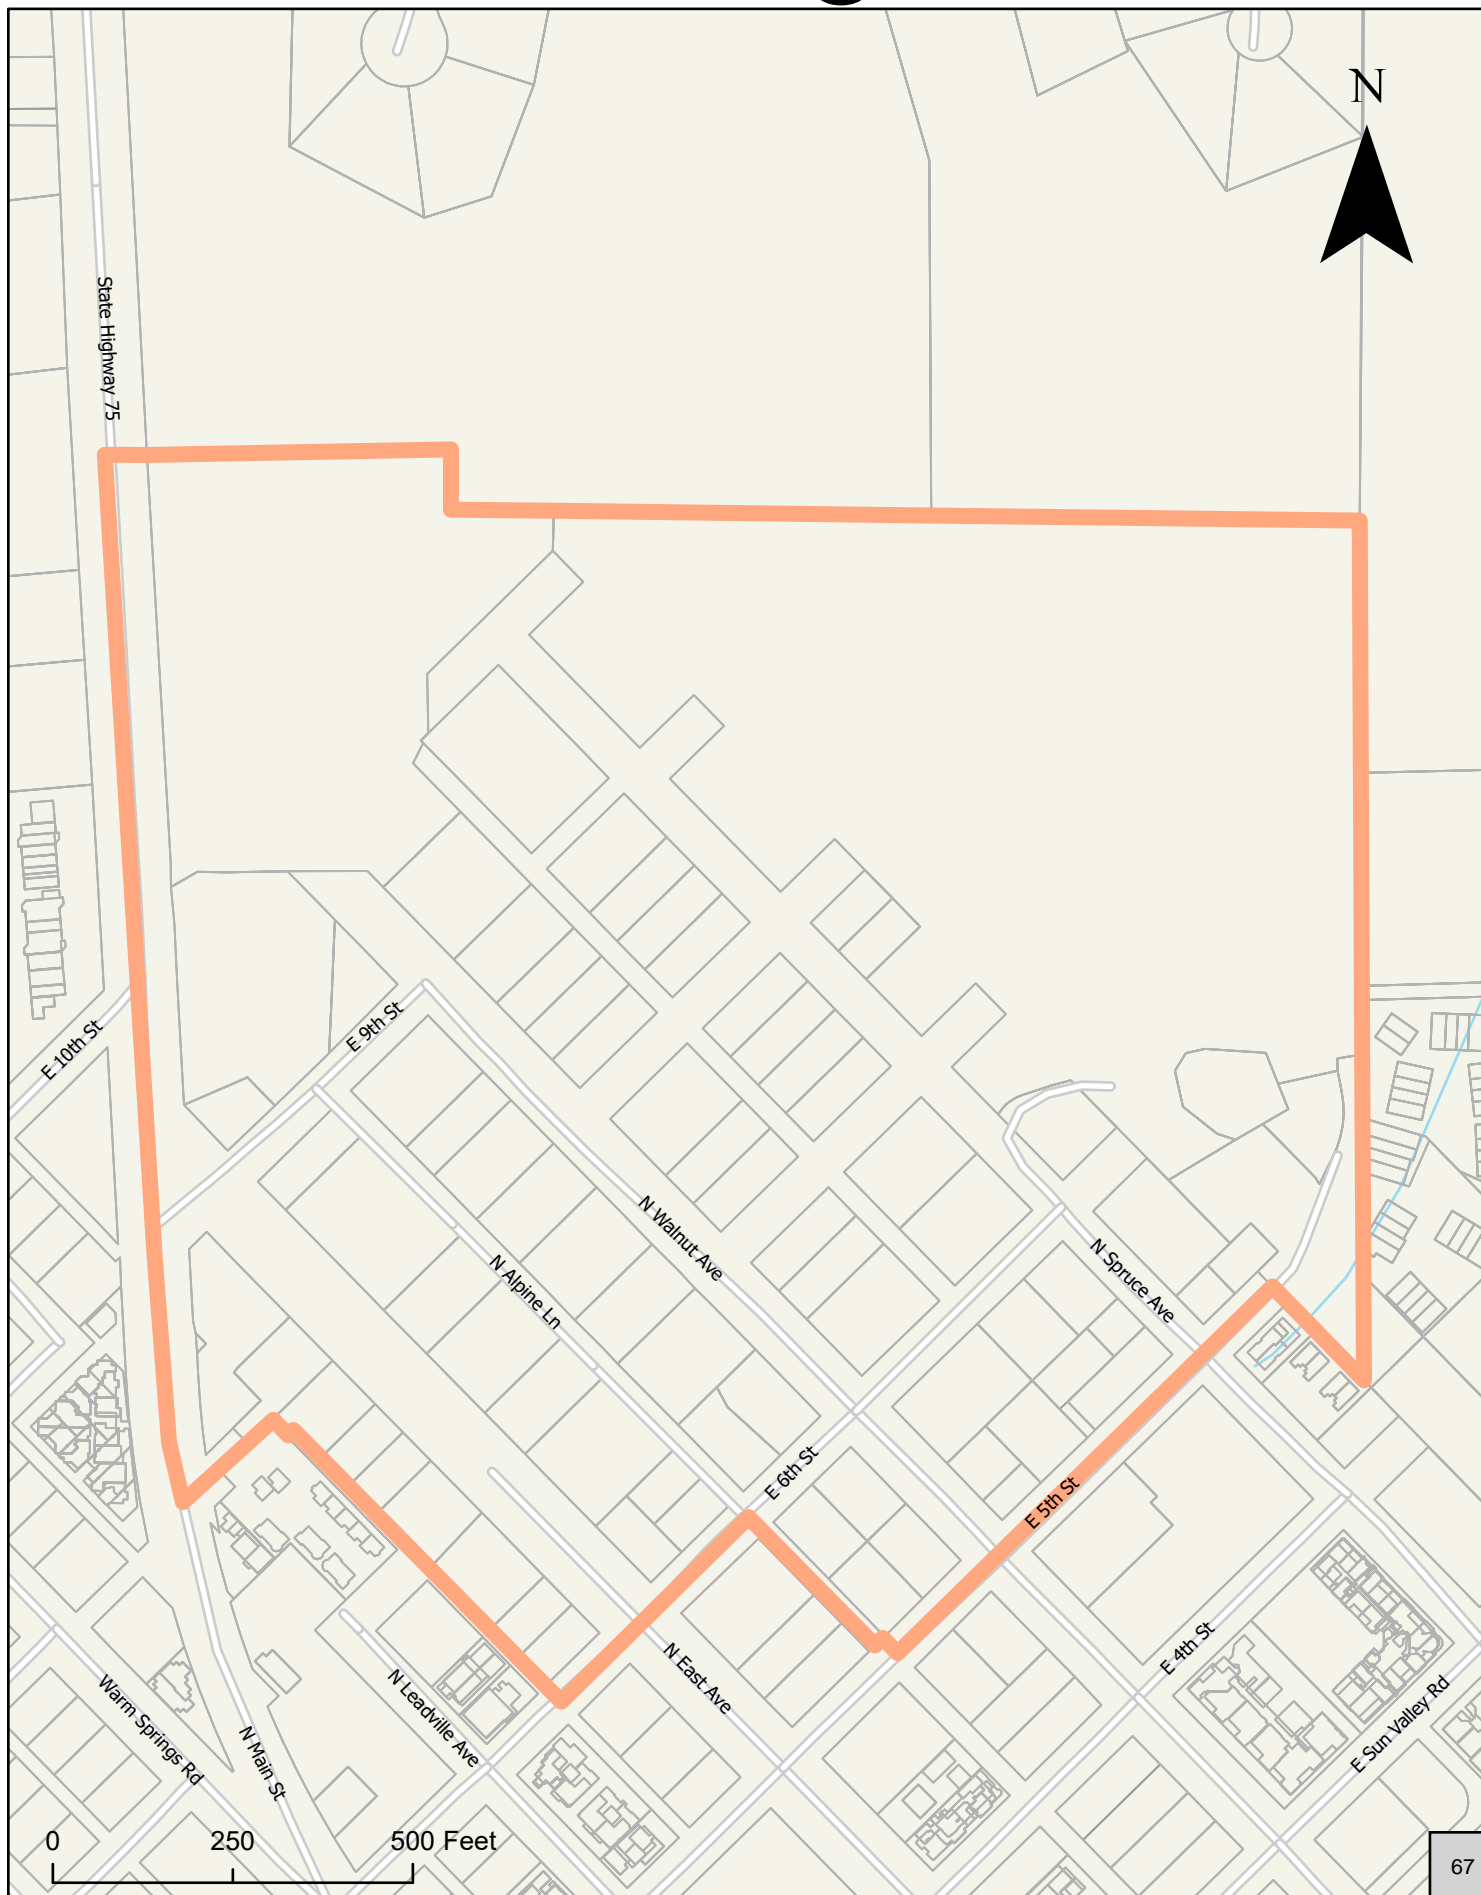 N
State Highway 75
E 10th St
E 9th St
N Walnut Ave
N Alpine Ln
N Spruce Ave
E 6th St
E 5th St
E 4th St
N East Ave
N Leadville Ave
Warm Springs Rd
N Main St
E Sun Valley Rd
0 250 500 Feet
67